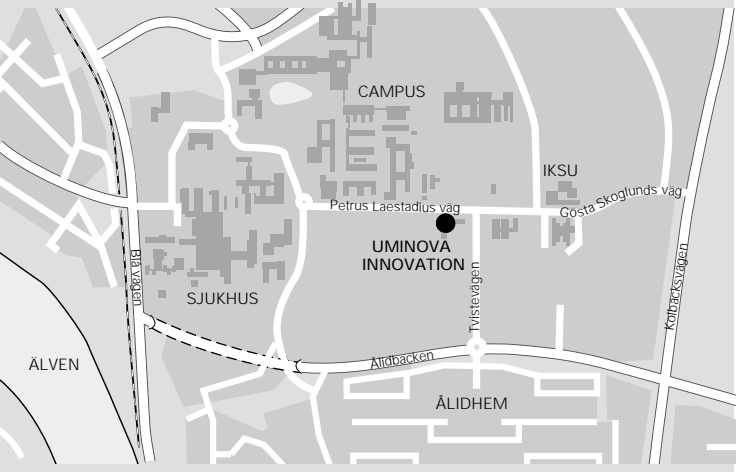 CAMPUS
IKSU
Petrus Laestadius väg
Gösta Skoglunds väg
UMINOVA
INNOVATION
Blå vägen
Tvistevägen
Kolbäcksvägen
SJUKHUS
Ålidbacken
ÄLVEN
ÅLIDHEM